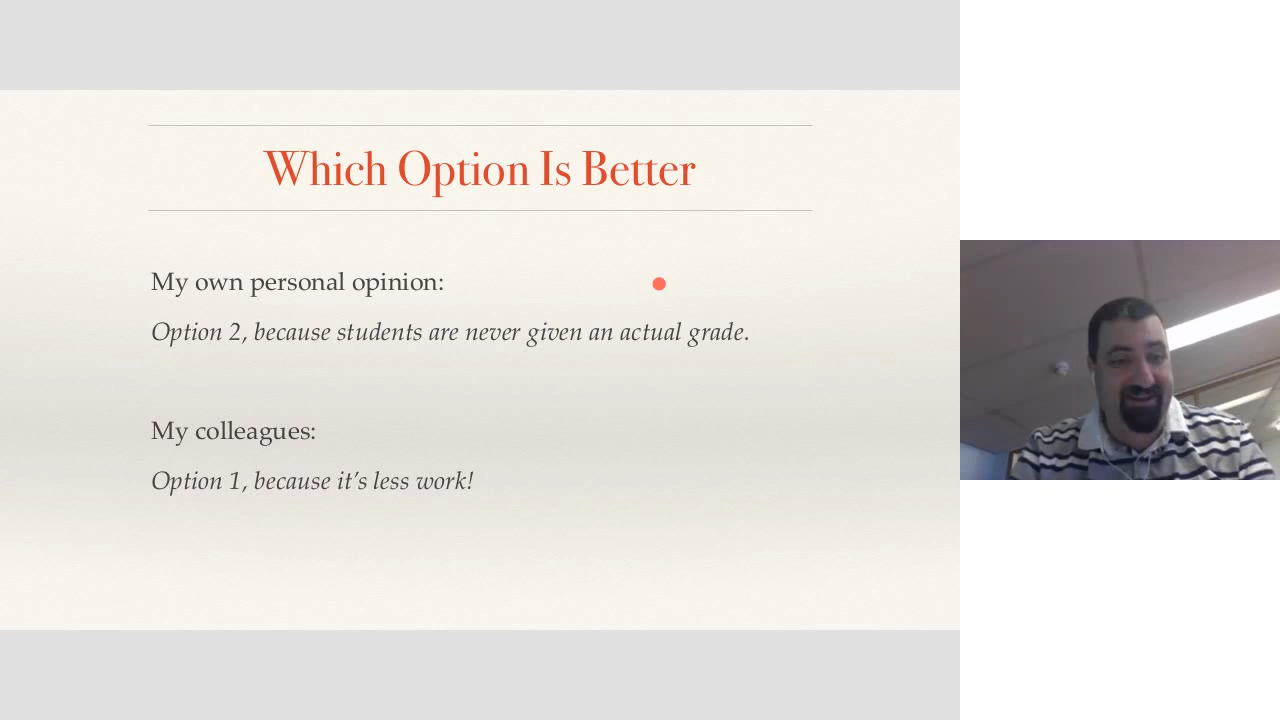 Which Option Is Better
My own personal opinion:
Option 2, because students are never given an actual grade.
My colleagues:
Option 1, because it's less work!